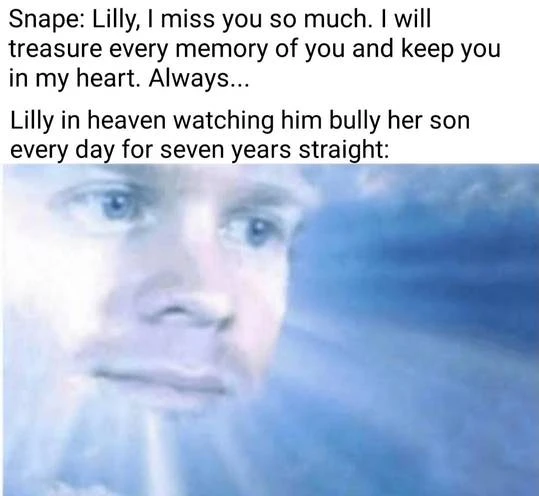 Snape: Lilly, I miss you so much. I will
treasure every memory of you and keep you
in my heart. Always...
Lilly in heaven watching him bully her son
every day for seven years straight: